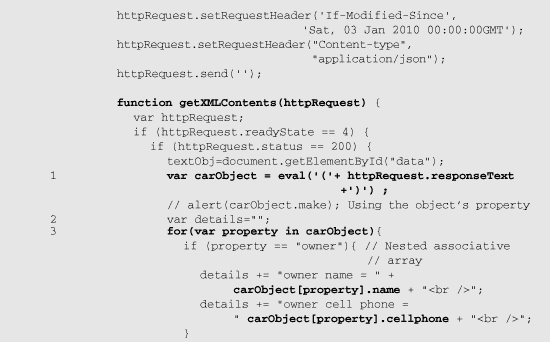 httpRequest.setRequestHeader('If-Modified-Since',
'Sat, 03 Jan 2010 00:00:00GMT');
httpRequest.setRequestHeader("Content-type",
"application/json");
httpRequest.send('');
function getXMLContents(httpRequest) {
var httpRequest;
if (httpRequest.readyState == 4) {
if (httpRequest.status == 200) {
textObj=document.getElementById("data");
1 var carObject = eval('('+ httpRequest.responseText
+')') ;
// alert(carObject.make); Using the object's property
2 var details="";
3 for(var property in carObject){
if (property == "owner"){ // Nested associative
// array
details += "owner name = " +
carObject[property].name + "<br />";
details += "owner cell phone =
" carObject[property].cellphone + "<br />";
}